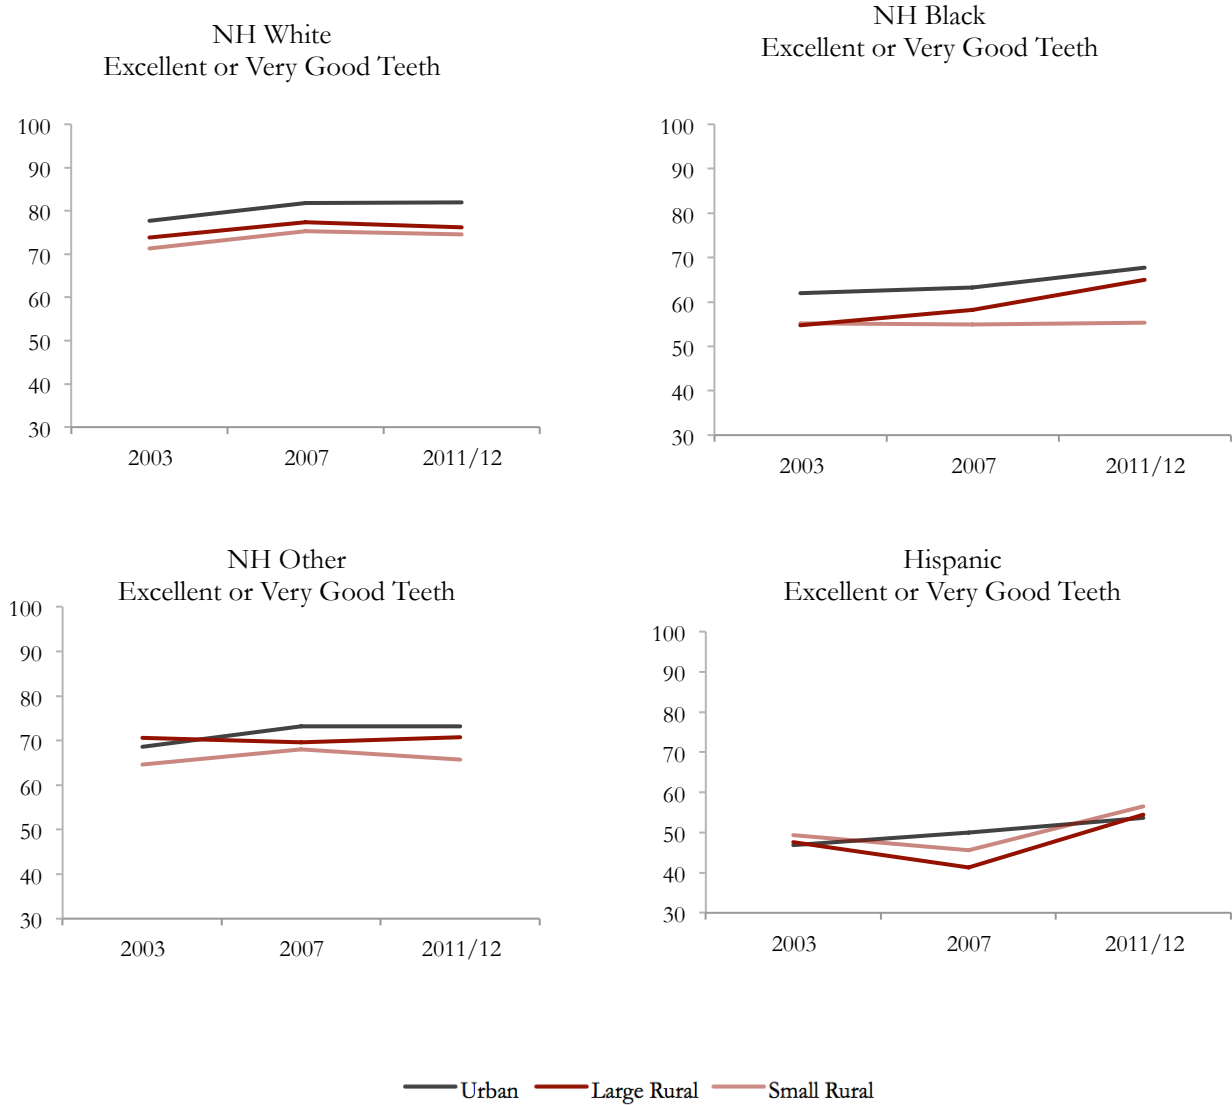 NH White
Excellent or Very Good Teeth
100
90
80
70
60
50
40
30
2003 2007 2011/12
NH Black
Excellent or Very Good Teeth
100
90
80
70
60
50
40
30
2003 2007 2011/12
NH Other
Excellent or Very Good Teeth
100
90
80
70
60
50
40
30
2003 2007 2011/12
Hispanic
Excellent or Very Good Teeth
100
90
80
70
60
50
40
30
2003 2007 2011/12
Urban Large Rural Small Rural